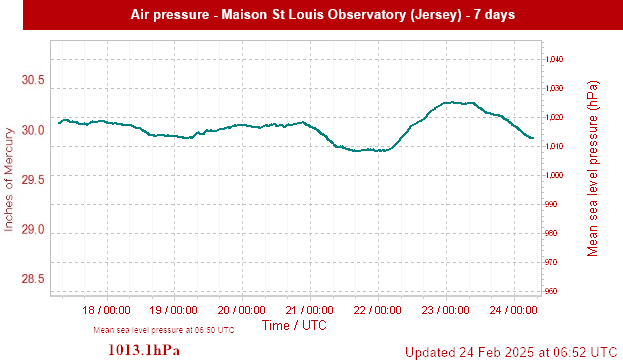 Air pressure - Maison St Louis Observatory (Jersey) - 7 days
Inches of Mercury
30.5
30.0
29.5
29.0
28.5
1,040
1,030
1,020
1,010
1,000
990
980
970
960
Mean sea level pressure (hPa)
18 / 00:00 19 / 00:00 20 / 00:00 21 / 00:00 22 / 00:00 23 / 00:00 24 / 00:00
Time / UTC
Mean sea level pressure at 06:50 UTC
1013.1hPa
Updated 24 Feb 2025 at 06:52 UTC